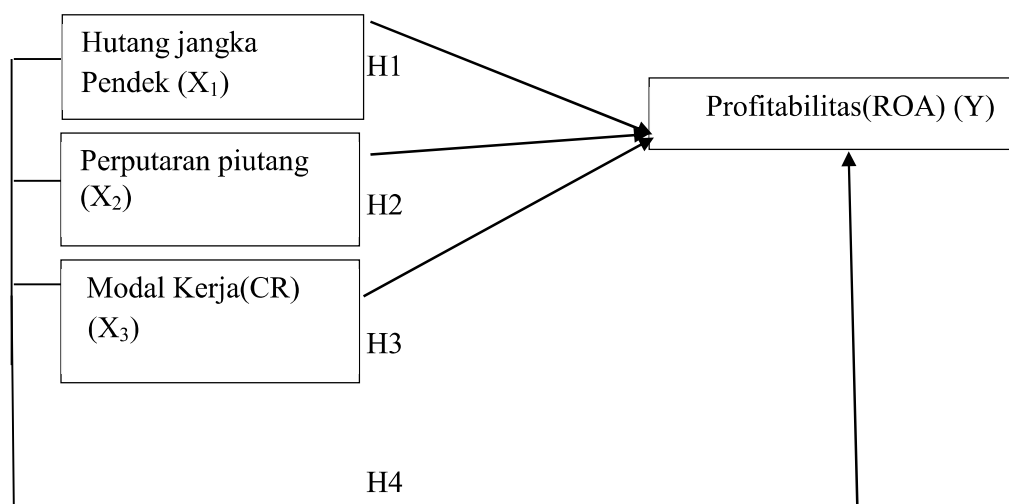 Hutang jangka
Pendek (X₁)
H1
Profitabilitas(ROA) (Y)
Perputaran piutang
(X₂)
H2
Modal Kerja(CR)
(X₃)
H3
H4